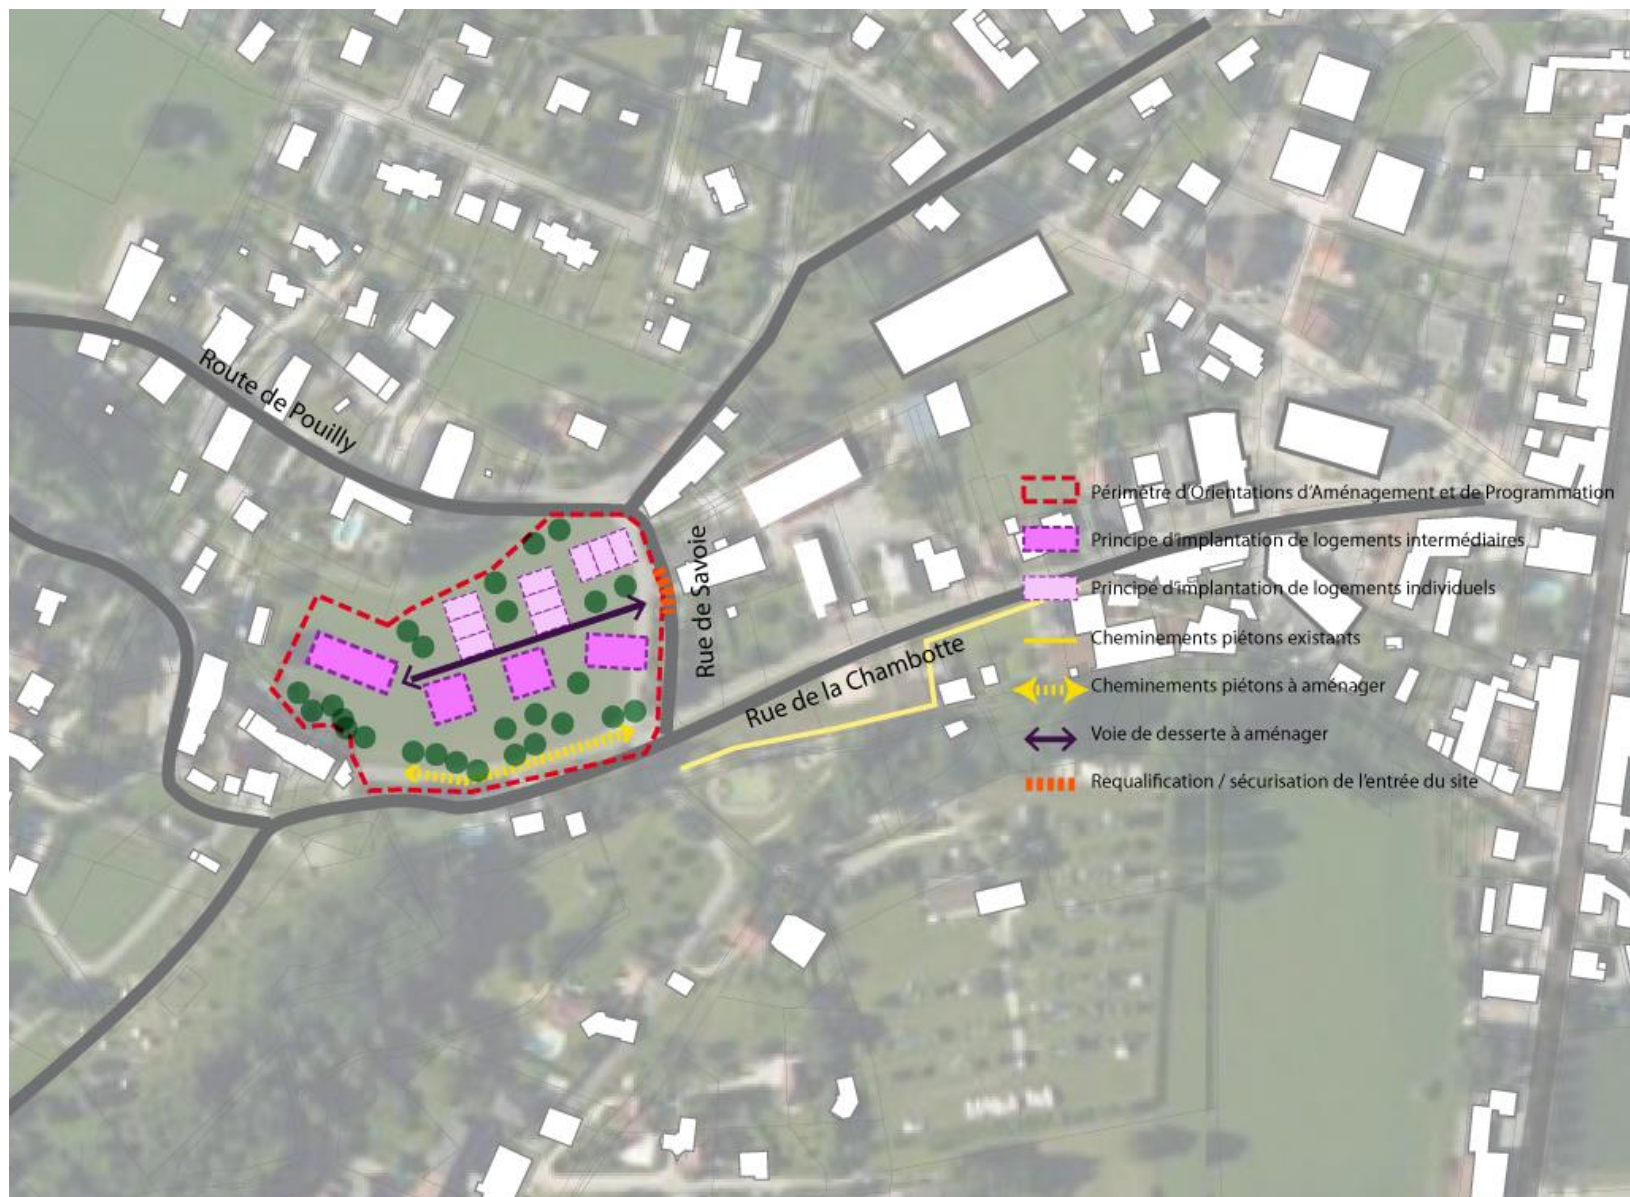 Route de Pouilly
Rue de Savoie
Rue de la Chambotte
Périmètre d'Orientations d'Aménagement et de Programmation
Principe d'implantation de logements intermédiaires
Principe d'implantation de logements individuels
Cheminements piétons existants
Cheminements piétons à aménager
Voie de desserte à aménager
Requalification / sécurisation de l'entrée du site